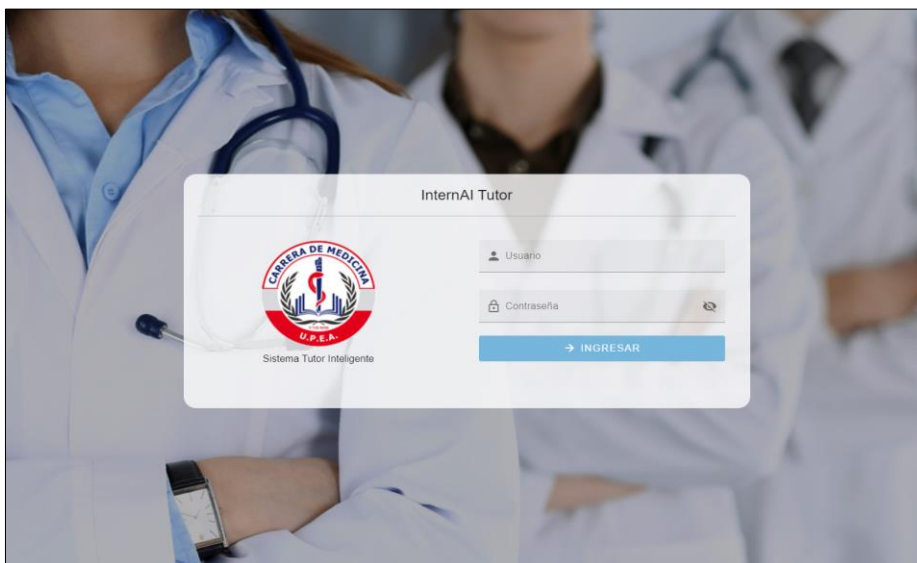 InternAI Tutor
CARRERA DE MEDICINA
U.P.E.A.
Sistema Tutor Inteligente
Usuario
Contraseña
→ INGRESAR